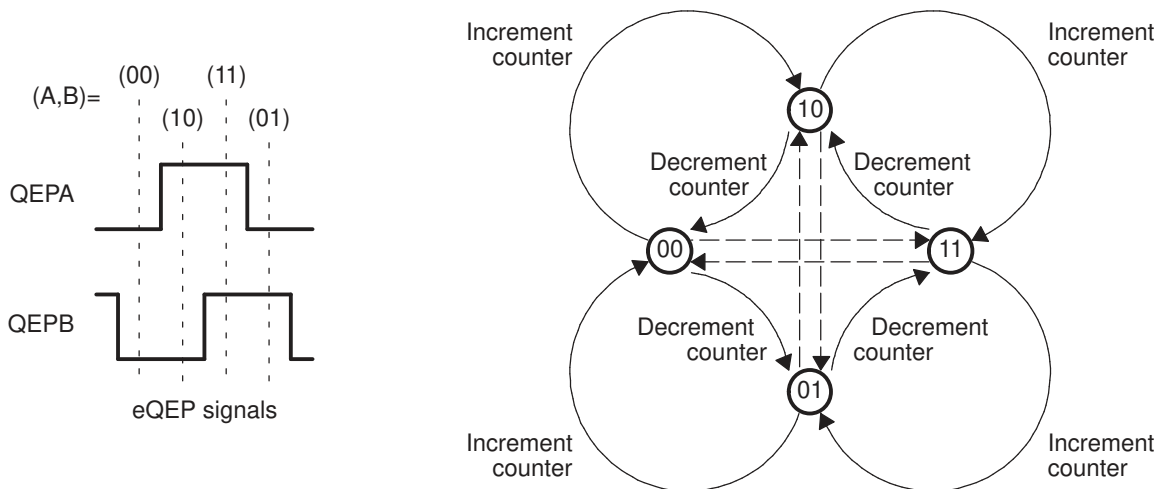 (A,B)=
(00)
(11)
(10)
(01)
QEPA
QEPB
eQEP signals
Increment
counter
Increment
counter
10
Decrement
counter
Decrement
counter
00
11
Decrement
counter
Decrement
counter
01
Increment
counter
Increment
counter